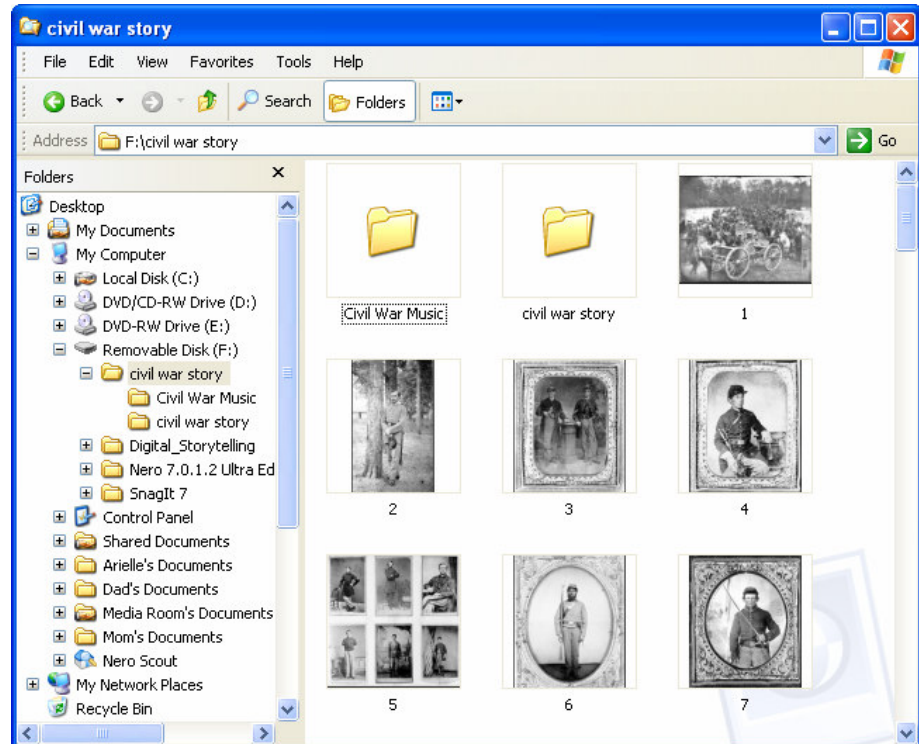 civil war story
File Edit View Favorites Tools Help
Back Search Folders
Address F:\civil war story Go
Folders x
Desktop
My Documents
My Computer
Local Disk (C:)
DVD/CD-RW Drive (D:)
DVD-RW Drive (E:)
Removable Disk (F:)
civil war story
Civil War Music
civil war story
Digital_Storytelling
Nero 7.0.1.2 Ultra Ed
SnagIt 7
Control Panel
Shared Documents
Arielle's Documents
Dad's Documents
Media Room's Documents
Mom's Documents
Nero Scout
My Network Places
Recycle Bin
Civil War Music civil war story 1
2 3 4
5 6 7